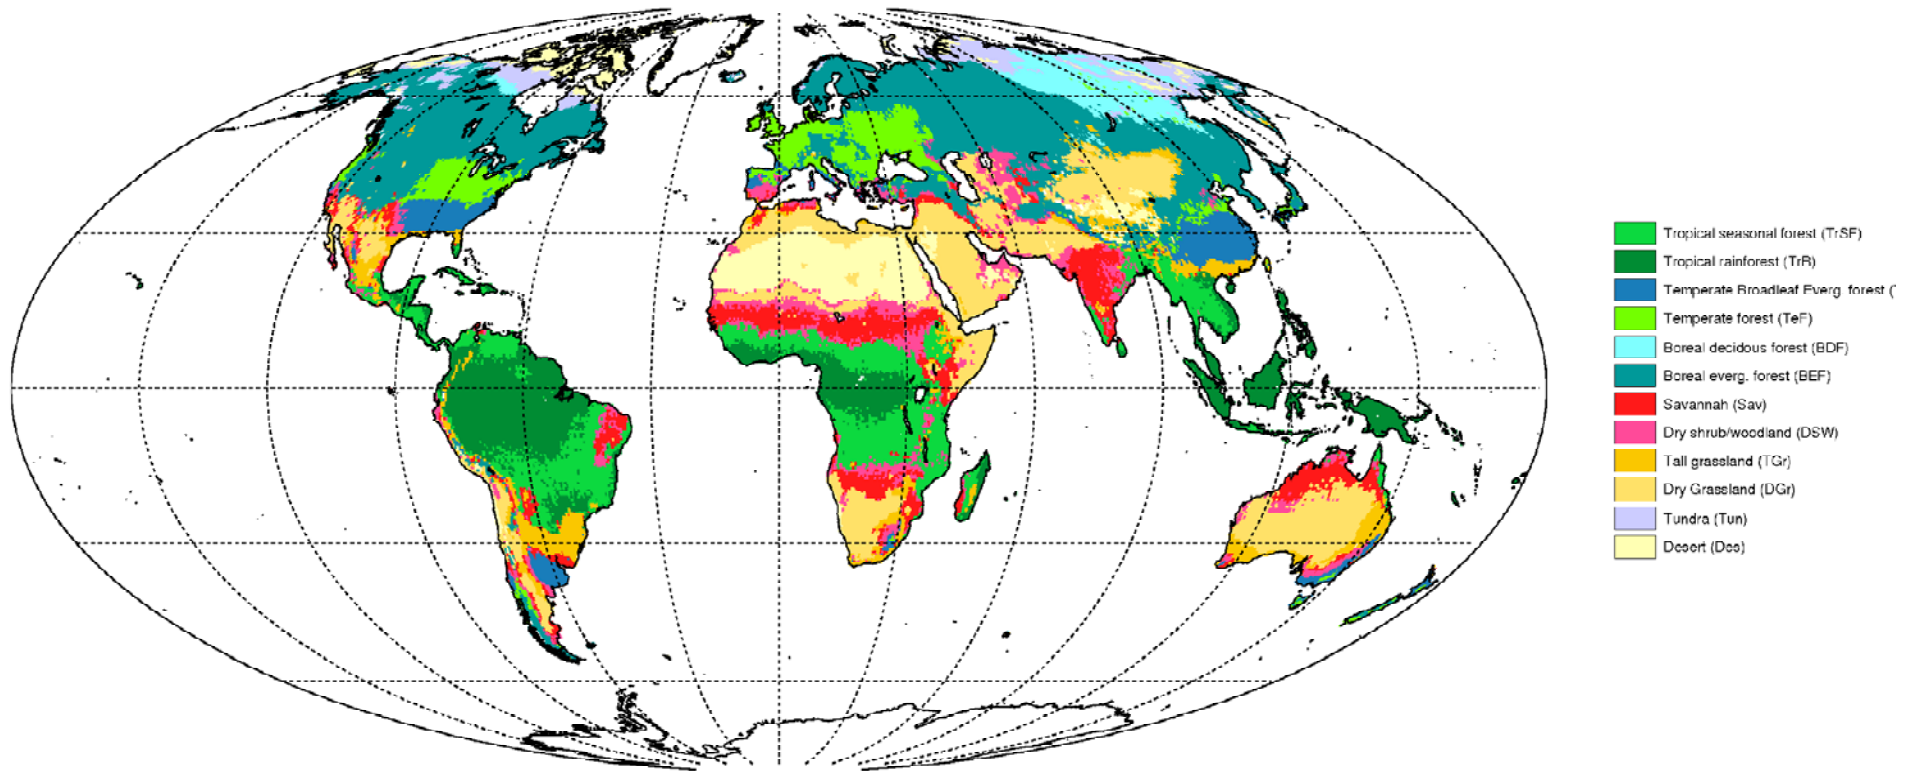 Tropical seasonal forest (TrSF)
Tropical rainforest (TrR)
Temperate Broadleaf Everg. forest (
Temperate forest (TeF)
Boreal decidous forest (BDF)
Boreal everg. forest (BEF)
Savannah (Sav)
Dry shrub/woodland (DSW)
Tall grassland (TGr)
Dry Grassland (DGr)
Tundra (Tun)
Desert (Des)